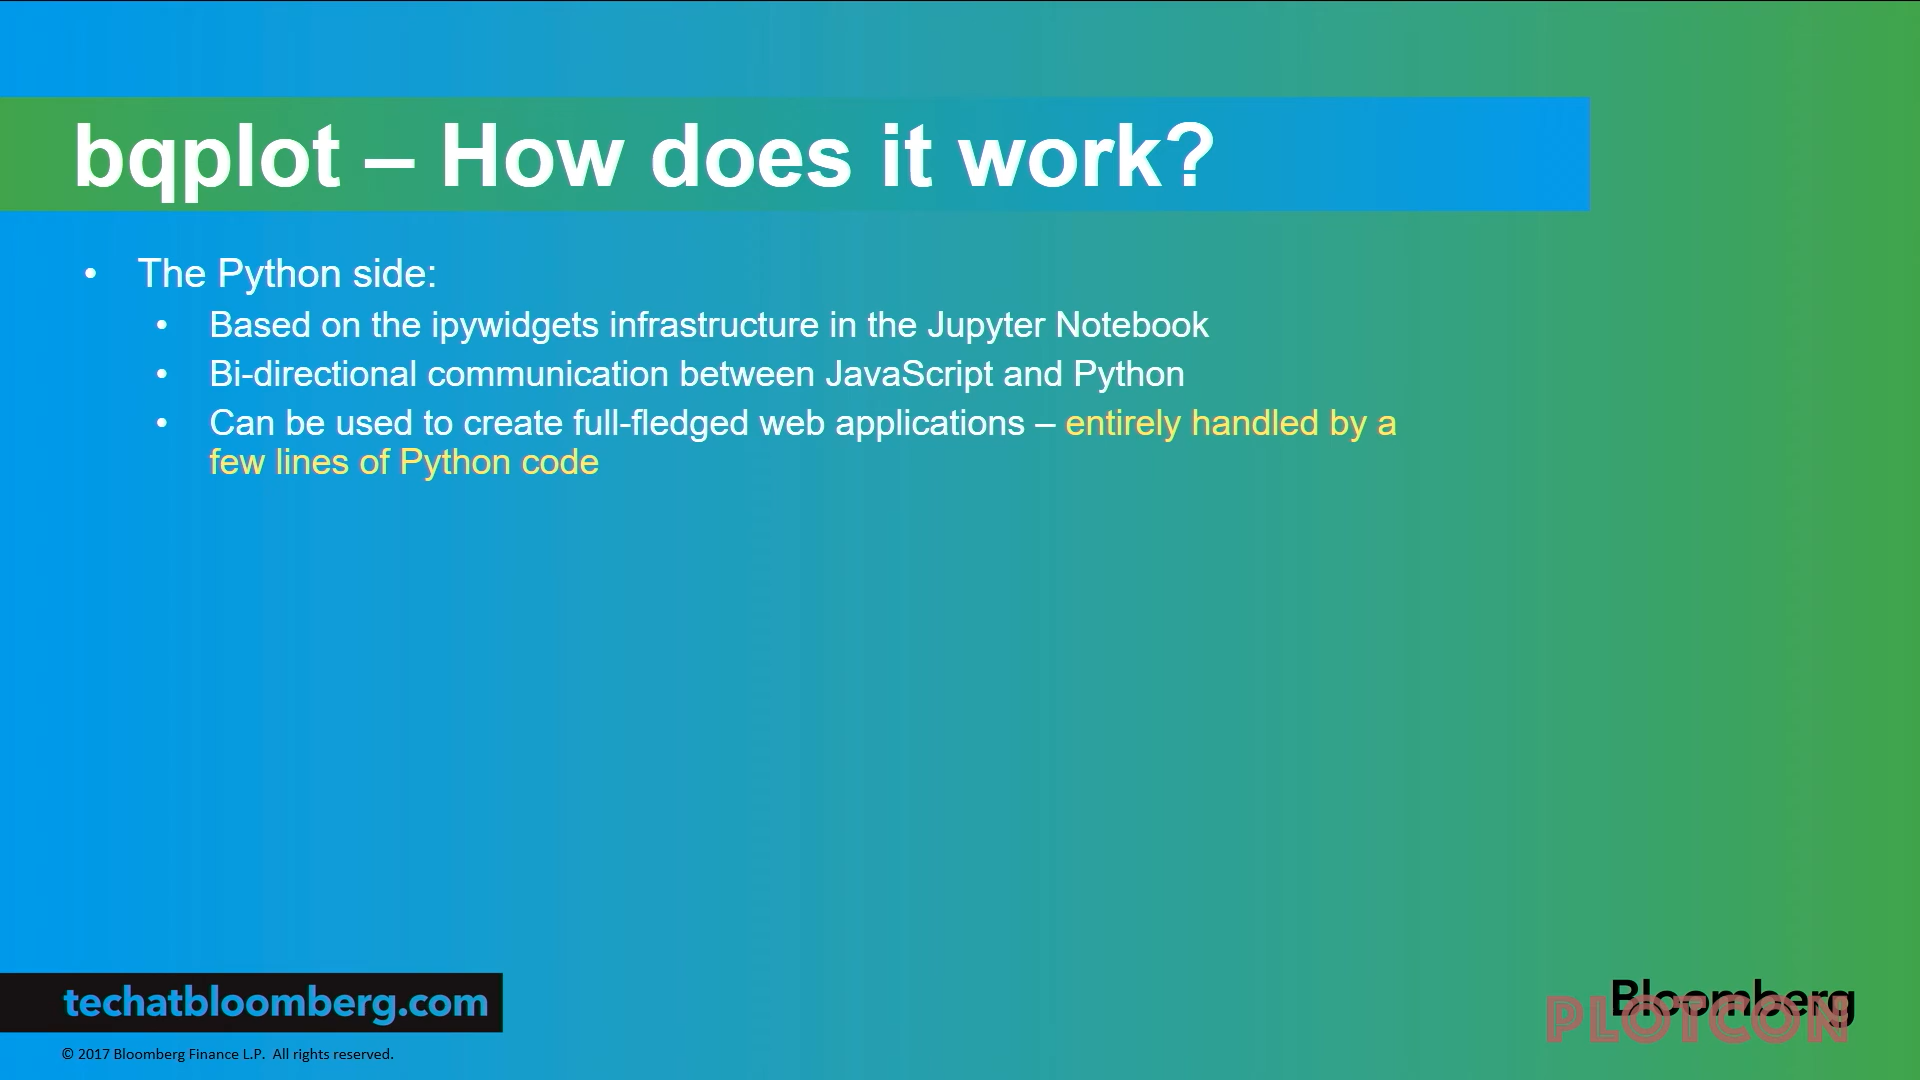 bqplot – How does it work?
• The Python side:
• Based on the ipywidgets infrastructure in the Jupyter Notebook
• Bi-directional communication between JavaScript and Python
• Can be used to create full-fledged web applications – entirely handled by a
few lines of Python code
techatbloomberg.com
© 2017 Bloomberg Finance L.P. All rights reserved.
Bloomberg
PLOTCON